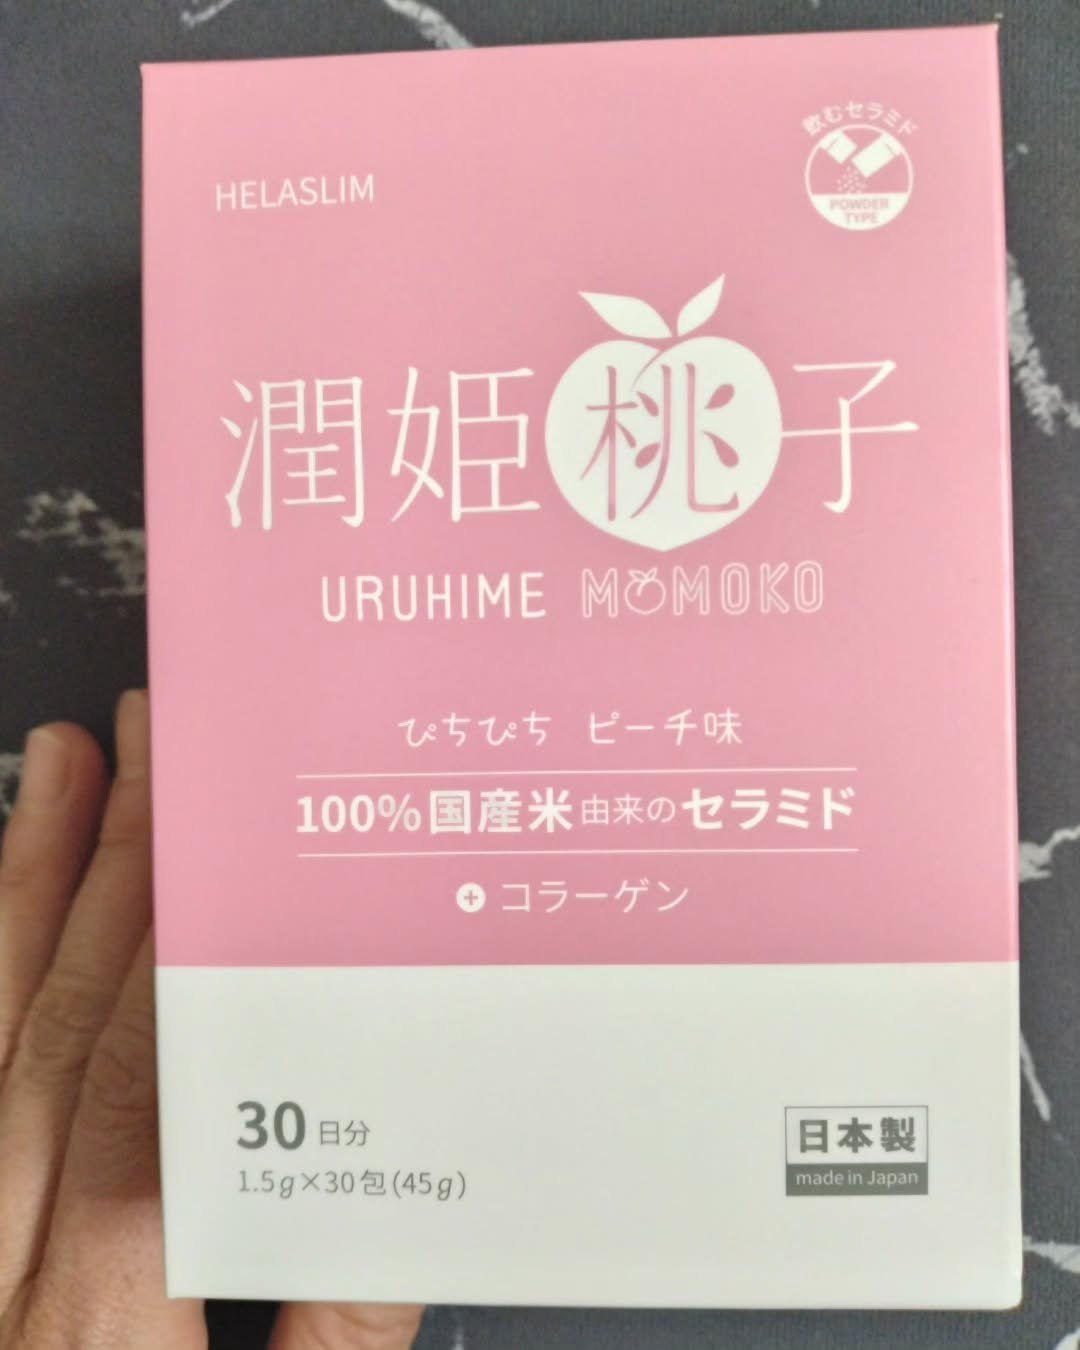 飲むセラミド
POWDER
TYPE
HELASLIM
潤姫桃子
URUHIME MOMOKO
ぴちぴち ピーチ味
100%国産米由来のセラミド
+ コラーゲン
30日分
1.5g×30包(45g)
日本製
made in Japan